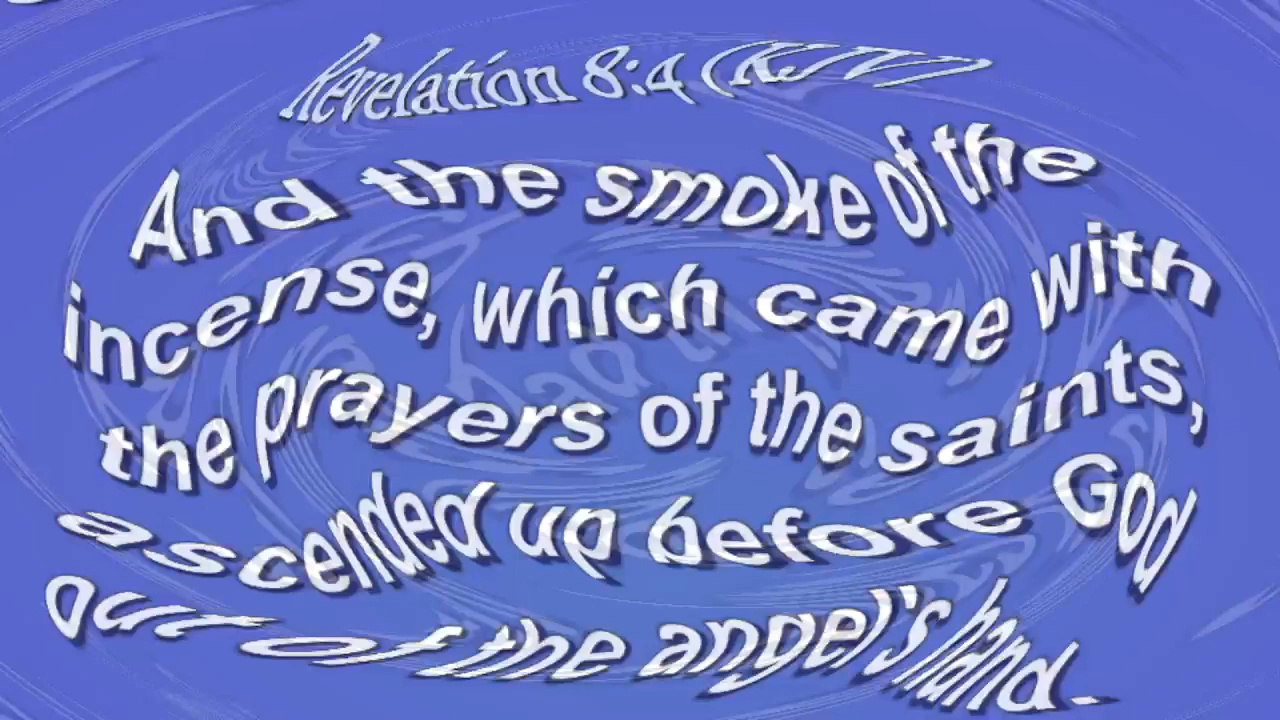 Revelation 8:4 (KJV)
And the smoke of the
incense, which came with
the prayers of the saints,
ascended up before God
out of the angel's hand.